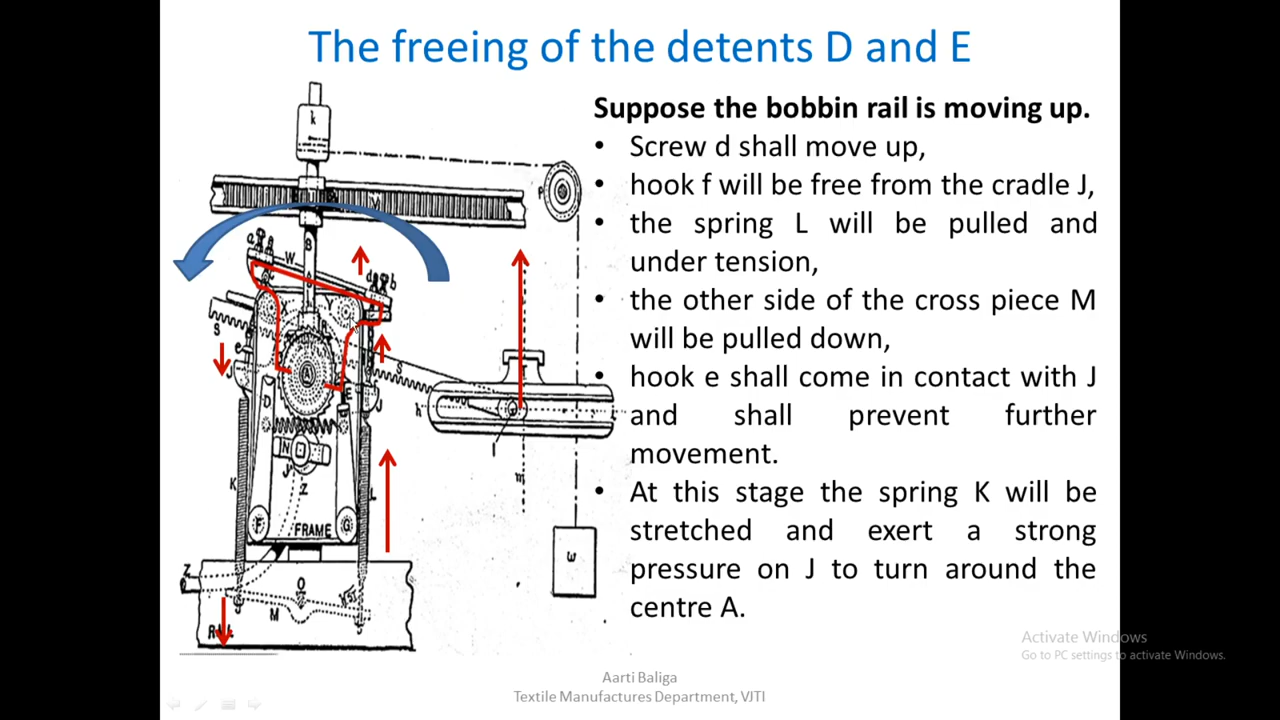 The freeing of the detents D and E
Suppose the bobbin rail is moving up.
• Screw d shall move up,
• hook f will be free from the cradle J,
• the spring L will be pulled and
under tension,
• the other side of the cross piece M
will be pulled down,
• hook e shall come in contact with J
and shall prevent further
movement.
• At this stage the spring K will be
stretched and exert a strong
pressure on J to turn around the
centre A.
k
P
M
B
a
W
d
b
S
e
J
A
S
D
E
J
h
N
l
m
K
Z
L
F
FRAME
G
w
Z
O
M
Activate Windows
Go to PC settings to activate Windows.
Aarti Baliga
Textile Manufactures Department, VJTI